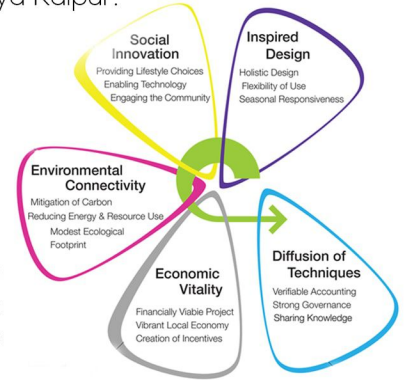 Social
Innovation
Providing Lifestyle Choices
Enabling Technology
Engaging the Community
Inspired
Design
Holistic Design
Flexibility of Use
Seasonal Responsiveness
Environmental
Connectivity
Mitigation of Carbon
Reducing Energy & Resource Use
Modest Ecological
Footprint
Economic
Vitality
Financially Viabie Project
Vibrant Local Economy
Creation of Incentives
Diffusion of
Techniques
Verifiable Accounting
Strong Governance
Sharing Knowledge